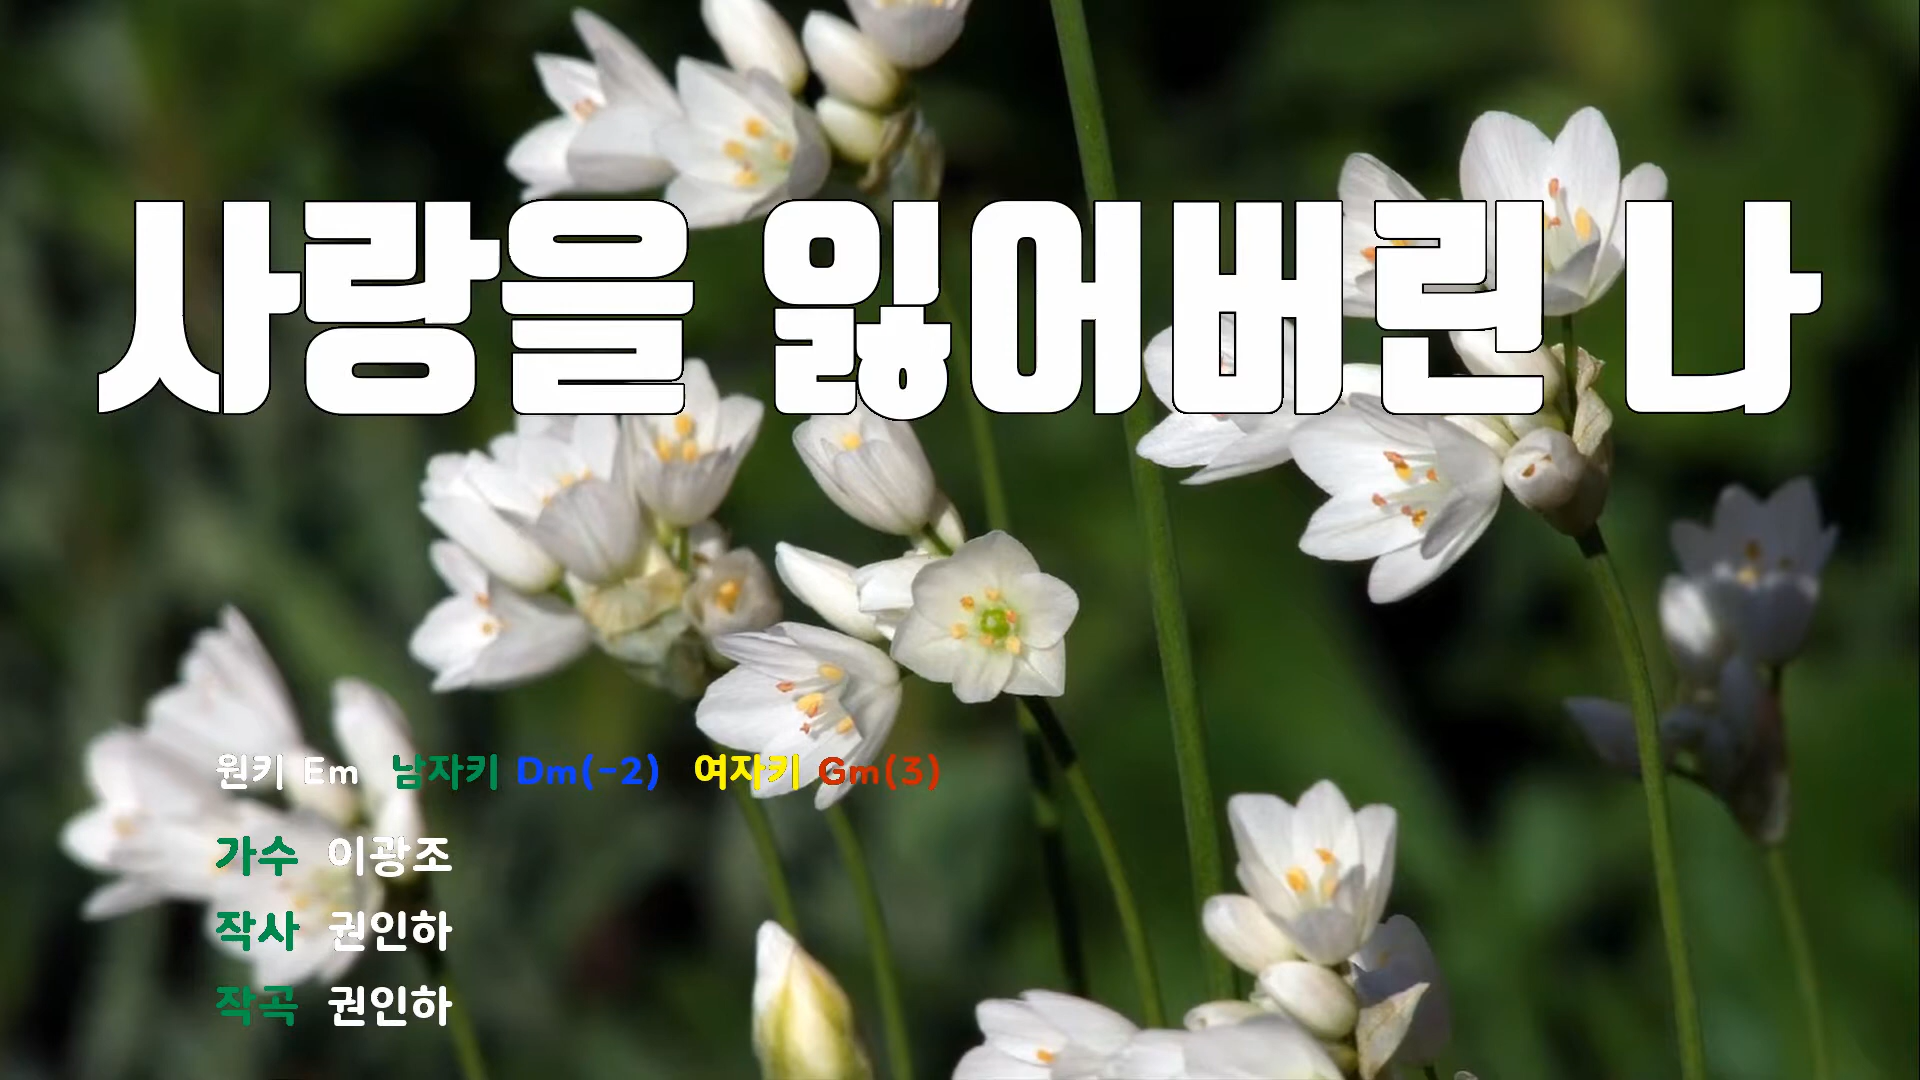 사랑을 잃어버린 나
원키 Em 남자키 Dm(-2) 여자키 Gm(3)
가수 이광조
작사 권인하
작곡 권인하